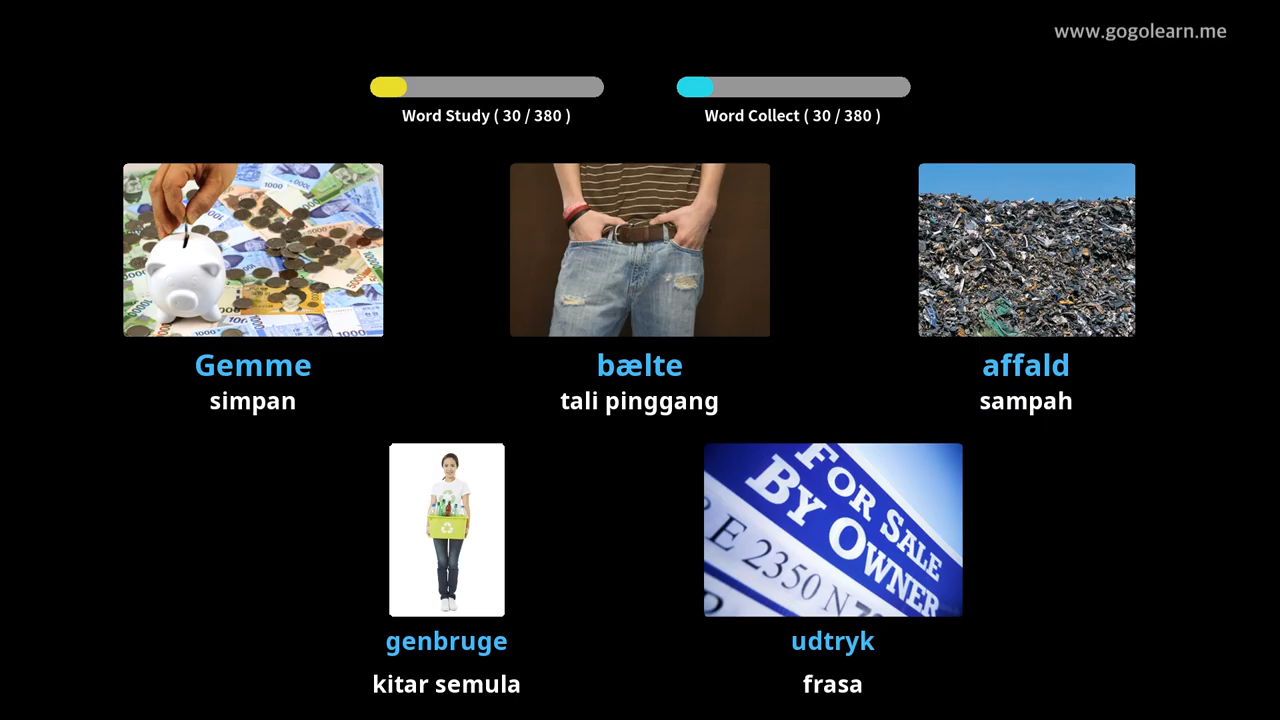 www.gogolearn.me
Word Study ( 30 / 380 )
Word Collect ( 30 / 380 )
Gemme
simpan
bælte
tali pinggang
affald
sampah
FOR SALE
BY OWNER
E 2350 N
genbruge
kitar semula
udtryk
frasa